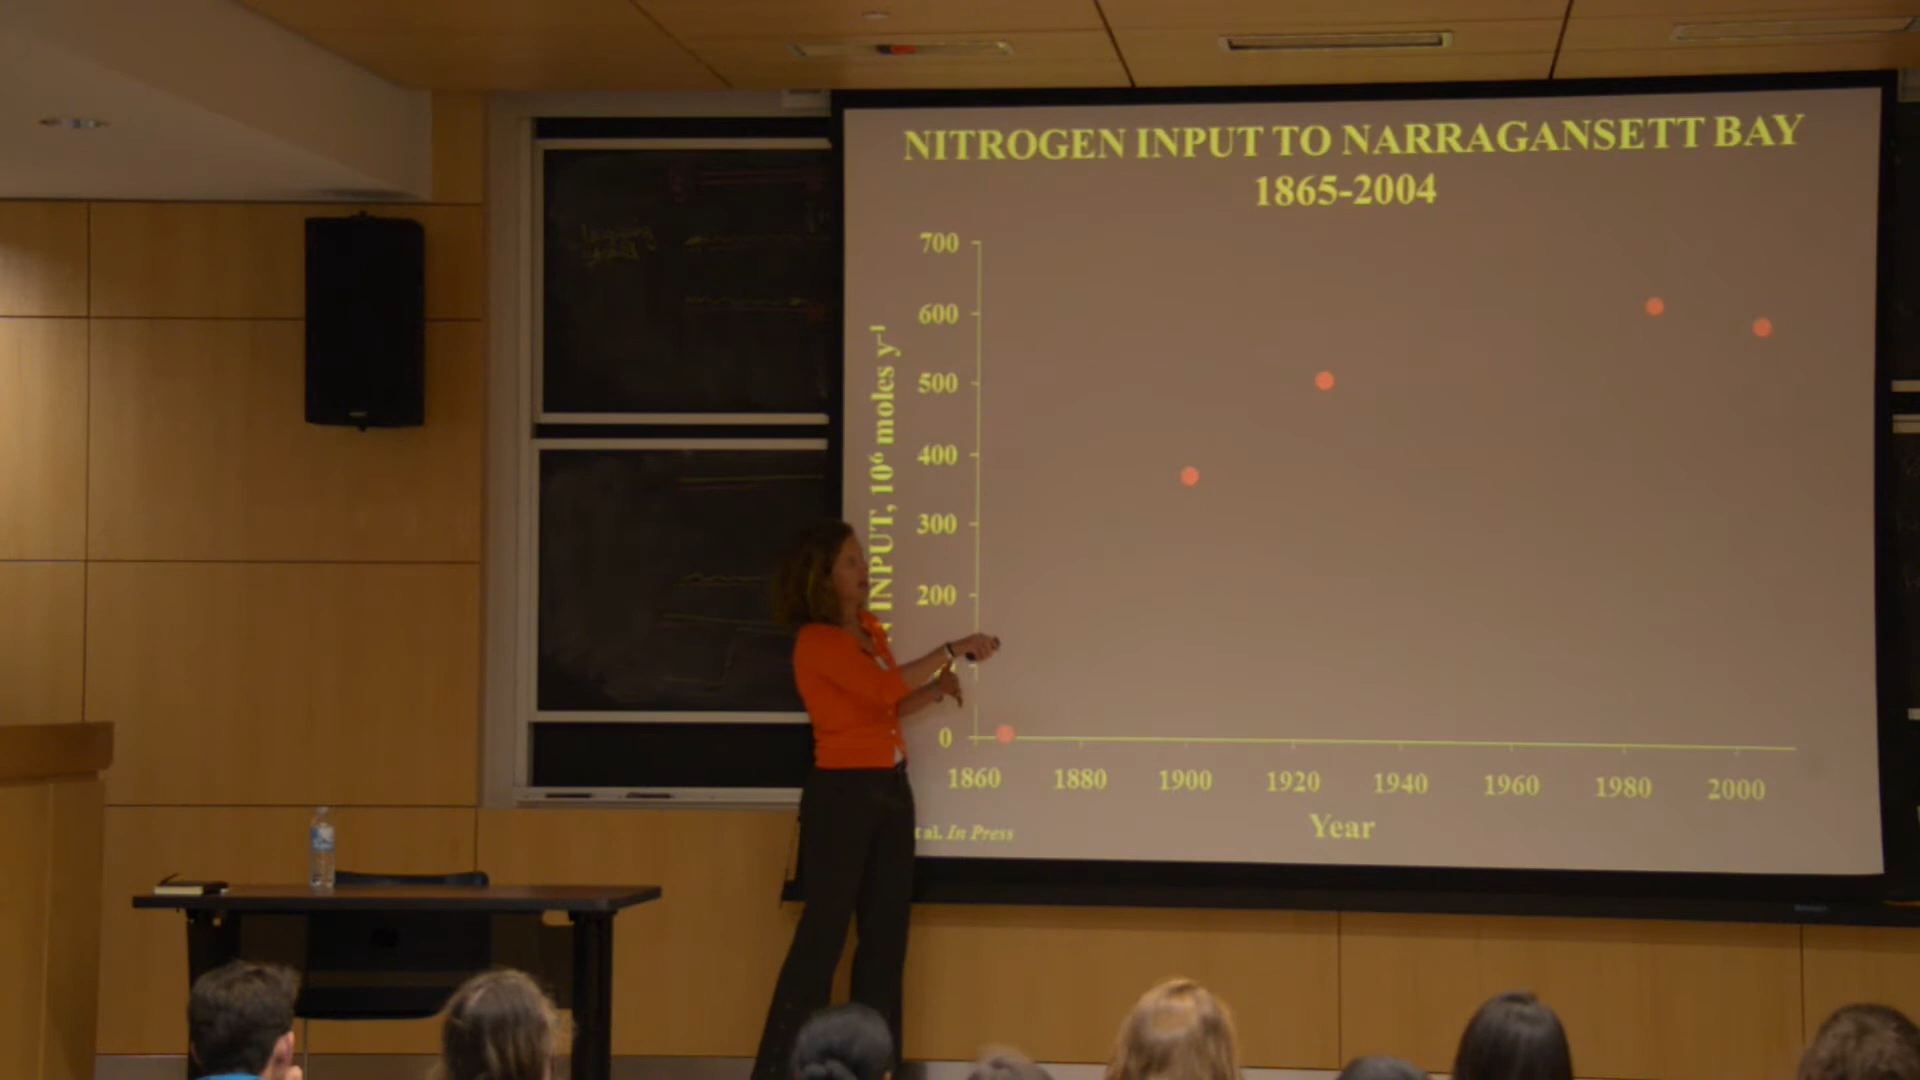 NITROGEN INPUT TO NARRAGANSETT BAY
1865-2004
700
600
500
400
300
200
0
INPUT, 10⁶ moles y⁻¹
1860 1880 1900 1920 1940 1960 1980 2000
Year
al. In Press